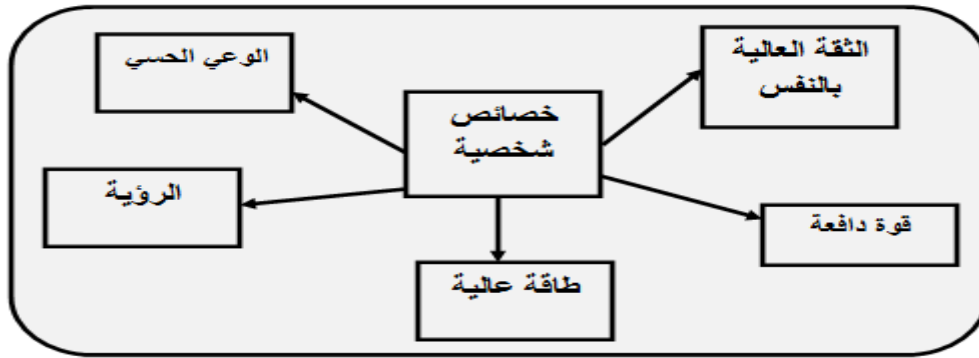 الثقة العالية
بالنفس
الوعي الحسي
خصائص
شخصية
الرؤية
قوة دافعة
طاقة عالية